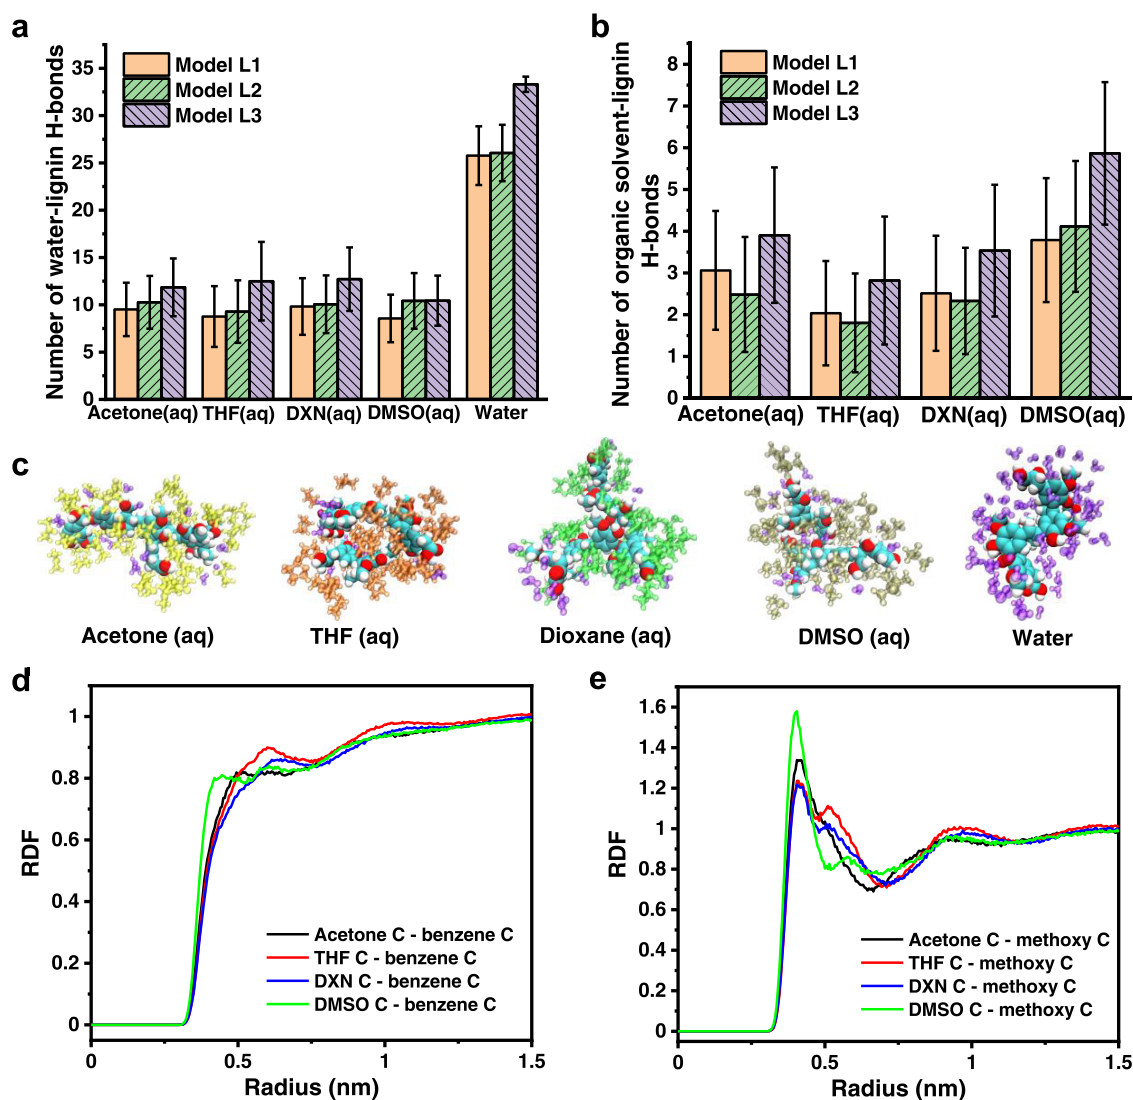 a
Number of water-lignin H-bonds
35
30
25
20
15
10
5
0
Model L1
Model L2
Model L3
Acetone(aq) THF(aq) DXN(aq) DMSO(aq) Water
b
Number of organic solvent-lignin
H-bonds
8
7
6
5
4
3
2
1
0
Model L1
Model L2
Model L3
Acetone(aq) THF(aq) DXN(aq) DMSO(aq)
c
Acetone (aq) THF (aq) Dioxane (aq) DMSO (aq) Water
d
RDF
1
0.8
0.6
0.4
0.2
0
Acetone C - benzene C
THF C - benzene C
DXN C - benzene C
DMSO C - benzene C
0 0.5 1 1.5
Radius (nm)
e
RDF
1.6
1.4
1.2
1
0.8
0.6
0.4
0.2
0
Acetone C - methoxy C
THF C - methoxy C
DXN C - methoxy C
DMSO C - methoxy C
0 0.5 1 1.5
Radius (nm)